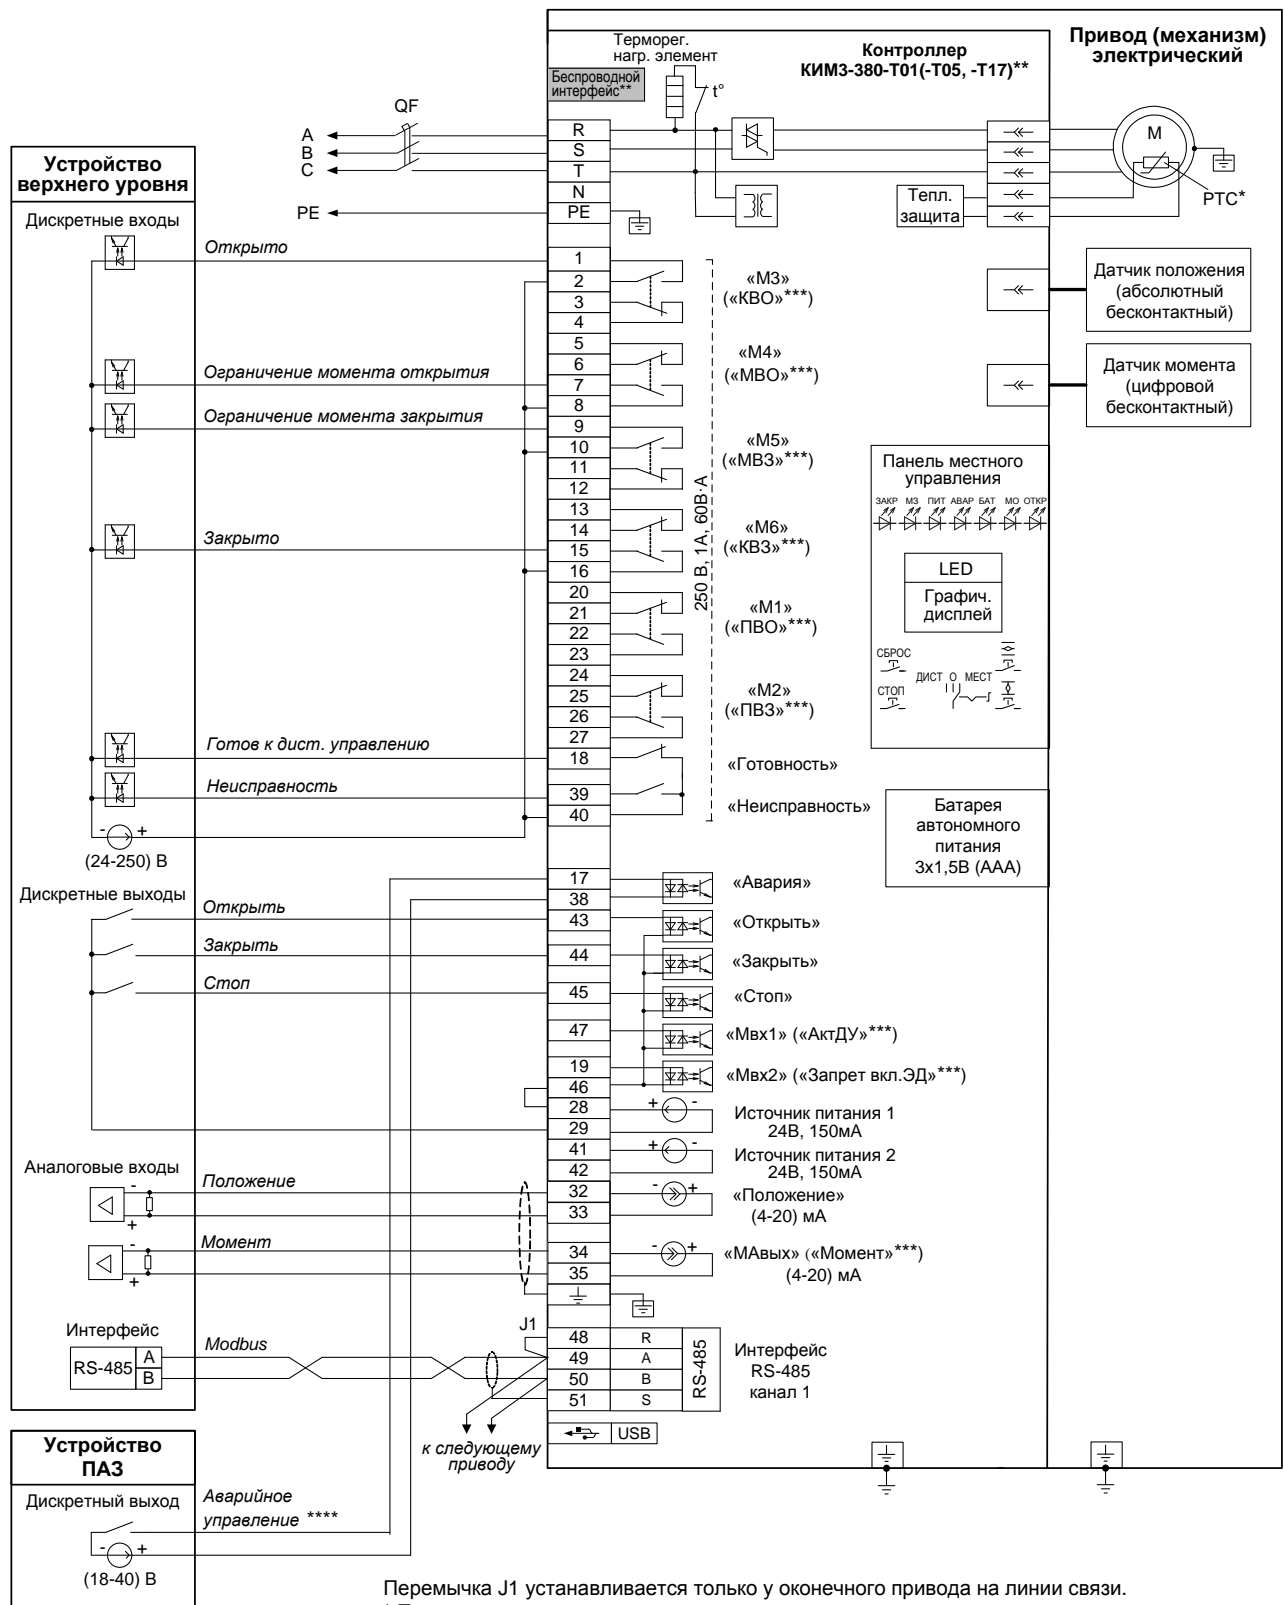 Привод (механизм)
электрический
Контроллер
КИМ3-380-Т01(-Т05, -Т17)**
Терморег.
нагр. элемент
t°
Беспроводной
интерфейс**
QF
A
B
C
PE
R
S
T
N
PE
M
PTC*
Тепл.
защита
Устройство
верхнего уровня
Дискретные входы
Открыто
Ограничение момента открытия
Ограничение момента закрытия
Закрыто
Готов к дист. управлению
Неисправность
- +
(24-250) В
1
2
3
4
5
6
7
8
9
10
11
12
13
14
15
16
20
21
22
23
24
25
26
27
18
39
40
«М3»
(«КВО»***)
«М4»
(«МВО»***)
«М5»
(«МВЗ»***)
«М6»
(«КВЗ»***)
«М1»
(«ПВО»***)
«М2»
(«ПВЗ»***)
«Готовность»
«Неисправность»
250 В, 1А, 60В·А
Датчик положения
(абсолютный
бесконтактный)
Датчик момента
(цифровой
бесконтактный)
Панель местного
управления
ЗАКР МЗ ПИТ АВАР БАТ МО ОТКР
LED
Графич.
дисплей
СБРОС
СТОП
ДИСТ О МЕСТ
Батарея
автономного
питания
3х1,5В (ААА)
Дискретные выходы
Открыть
Закрыть
Стоп
17
38
43
44
45
47
19
46
28
29
41
42
32
33
34
35
«Авария»
«Открыть»
«Закрыть»
«Стоп»
«Мвх1» («АктДУ»***)
«Мвх2» («Запрет вкл.ЭД»***)
+ -
Источник питания 1
24В, 150мА
+ -
Источник питания 2
24В, 150мА
- +
«Положение»
(4-20) мА
- +
«МАвых» («Момент»***)
(4-20) мА
Аналоговые входы
-
+
Положение
-
+
Момент
Интерфейс
RS-485
A
B
Modbus
J1
48 R
49 A
50 B
51 S
RS-485
Интерфейс
RS-485
канал 1
USB
к следующему
приводу
Устройство
ПАЗ
Дискретный выход
- +
(18-40) В
Аварийное
управление ****
Перемычка J1 устанавливается только у оконечного привода на линии связи.